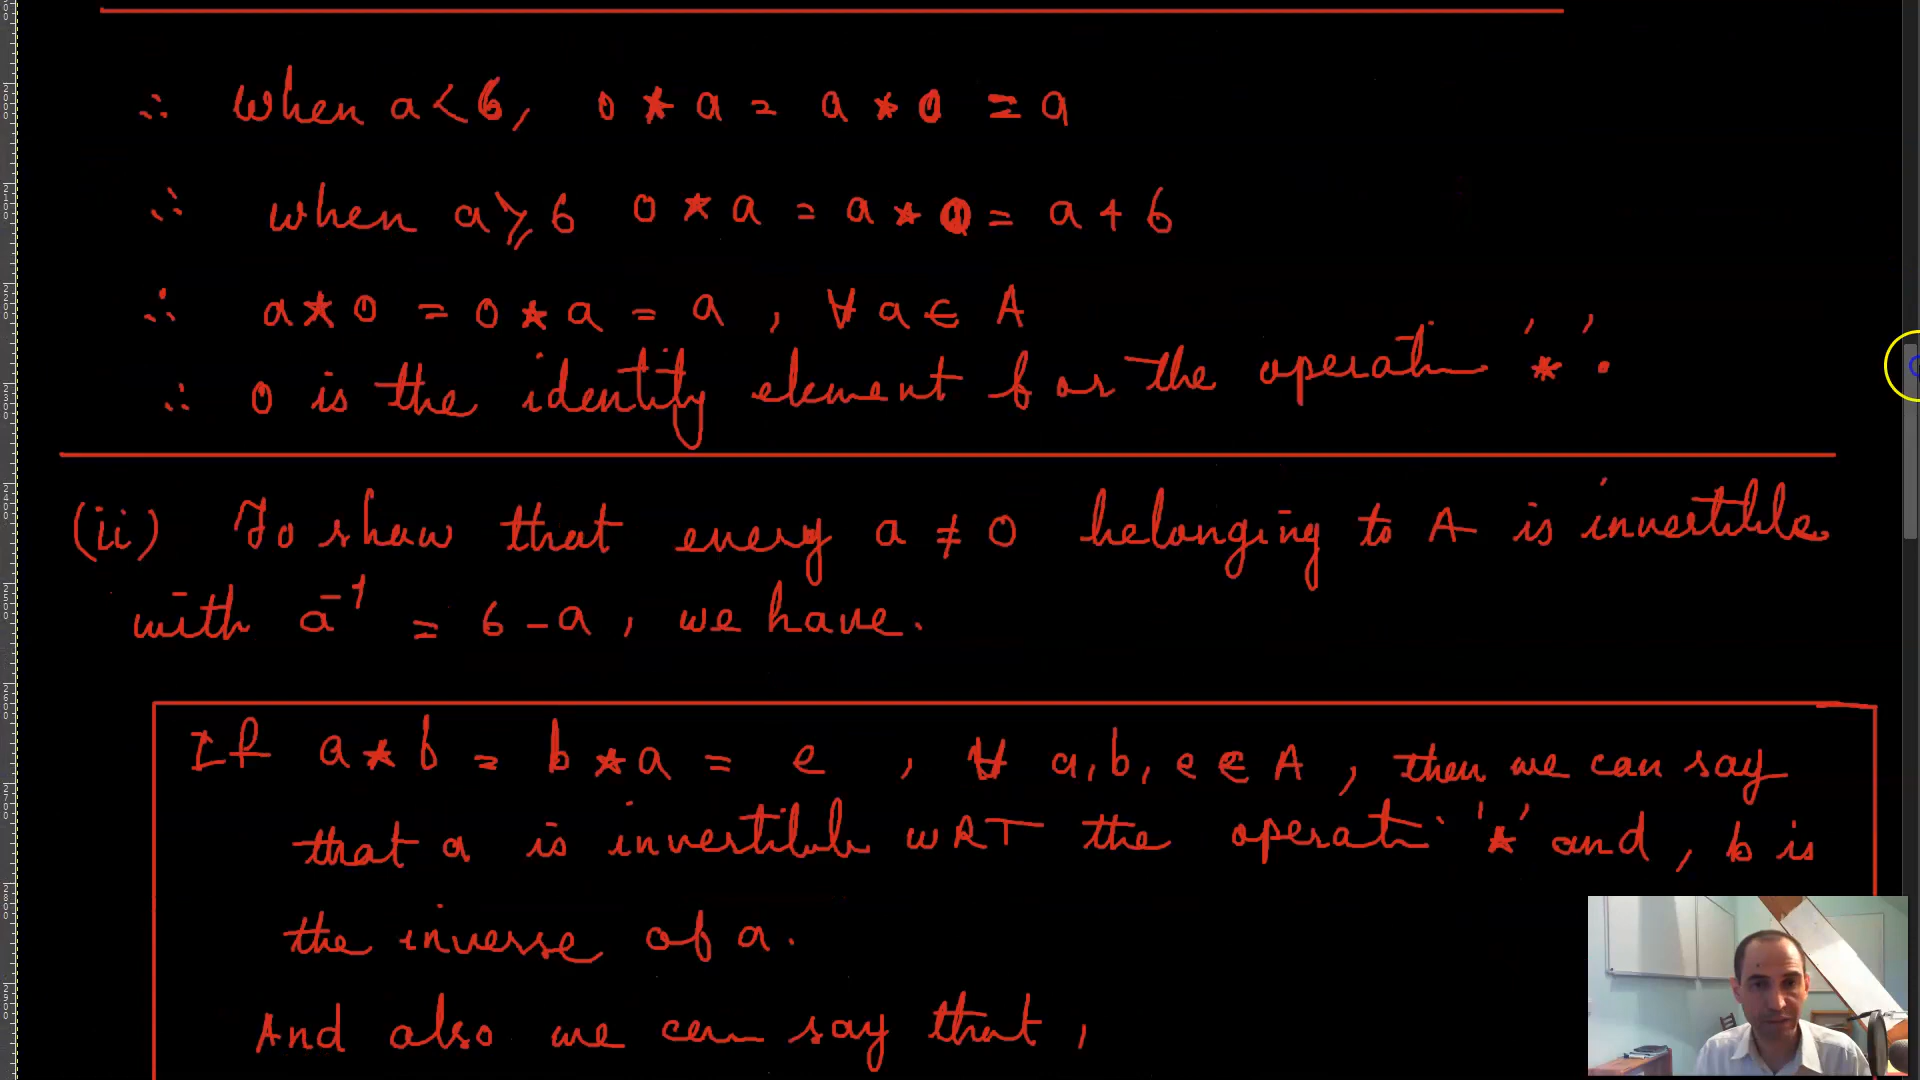 ∴ when a < 6, 0 * a = a * 0 = a
∴ when a ⩾ 6 0 * a = a * 0 = a + 6
∴ a * 0 = 0 * a = a , ∀ a ∈ A
∴ 0 is the identity element for the operatn '*'.
(ii) To show that every a ≠ 0 belonging to A is invertible
with a⁻¹ = 6 - a, we have.
If a * b = b * a = e , ∀ a, b, e ∈ A, then we can say
that a is invertible WRT the operatn '*' and, b is
the inverse of a.
And also we can say that,